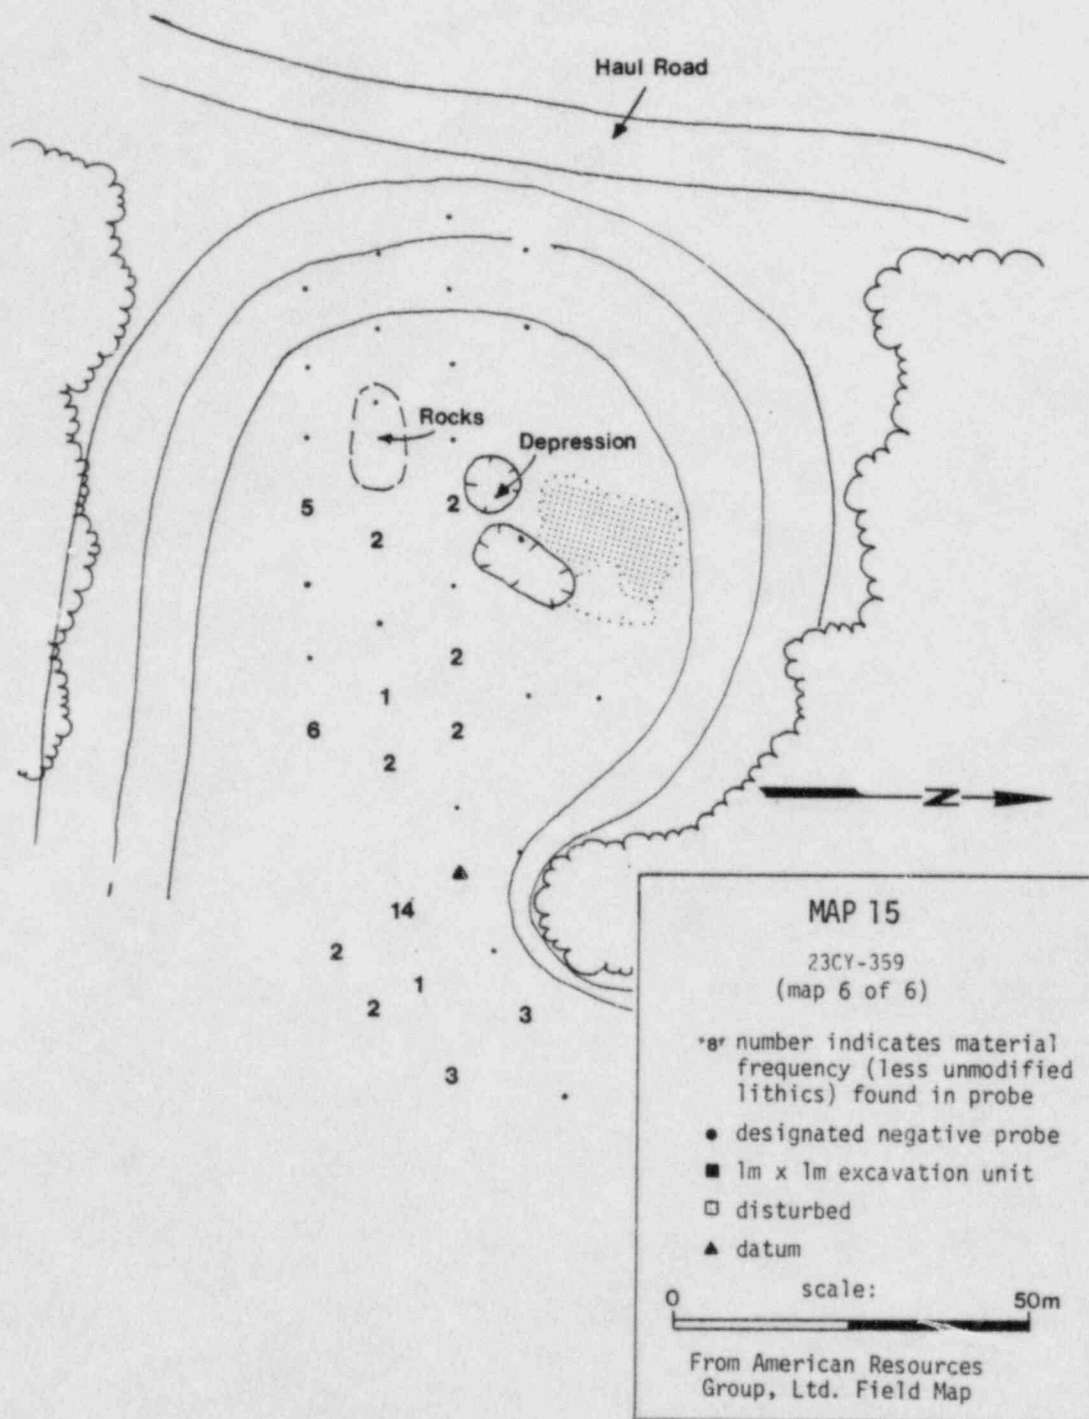 Haul Road
Rocks
Depression
5
2
2
2
1
6
2
2
N
14
2
1
2
3
3
MAP 15
23CY-359
(map 6 of 6)
"8" number indicates material
frequency (less unmodified
lithics) found in probe
• designated negative probe
■ 1m x 1m excavation unit
□ disturbed
▲ datum
scale:
0 50m
From American Resources
Group, Ltd. Field Map